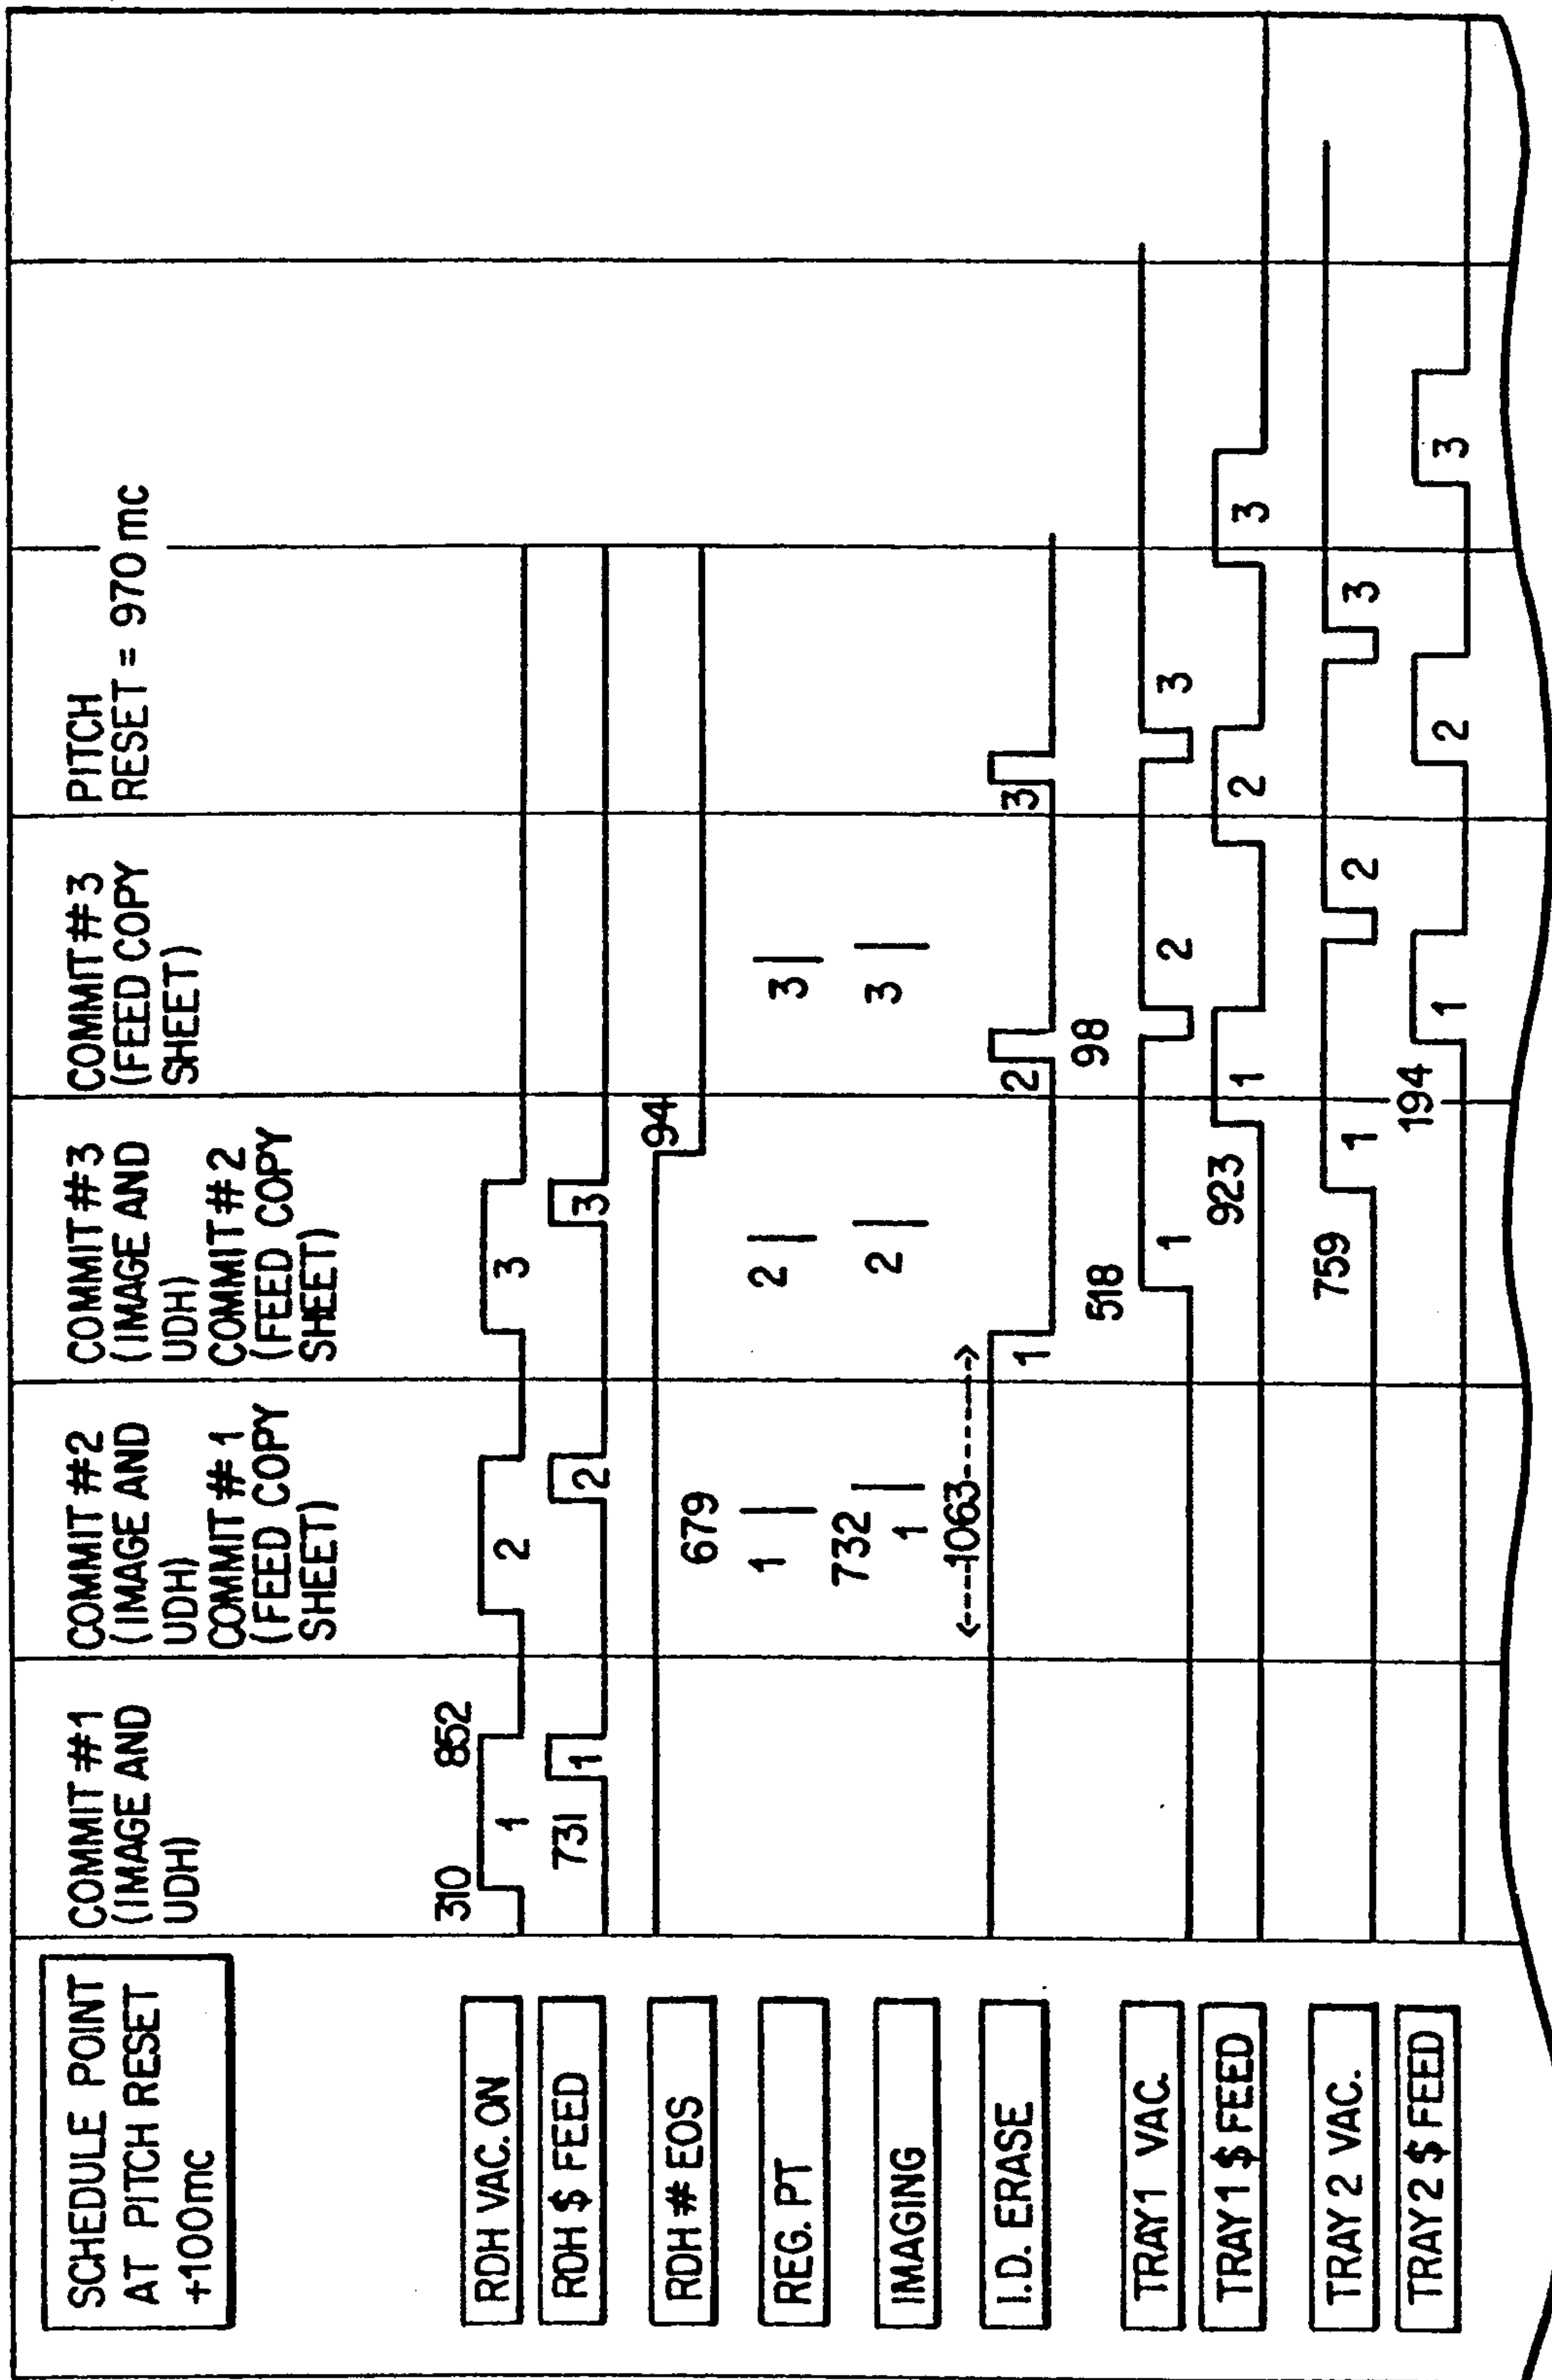 SCHEDULE POINT
AT PITCH RESET
+100mc
COMMIT #1
(IMAGE AND
UDH)
COMMIT #2
(IMAGE AND
UDH)
COMMIT #1
(FEED COPY
SHEET)
COMMIT #3
(IMAGE AND
UDH)
COMMIT #2
(FEED COPY
SHEET)
COMMIT #3
(FEED COPY
SHEET)
PITCH
RESET = 970 mc
RDH VAC. ON
310
852
1
2
3
RDH $ FEED
731
1
2
3
RDH # EOS
94
REG. PT
679
1
2
3
IMAGING
732
1
2
3
I.D. ERASE
<---1063----->
1
2
3
TRAY 1 VAC.
518
1
98
2
3
TRAY 1 $ FEED
923
1
2
3
TRAY 2 VAC.
759
1
2
3
TRAY 2 $ FEED
194
1
2
3